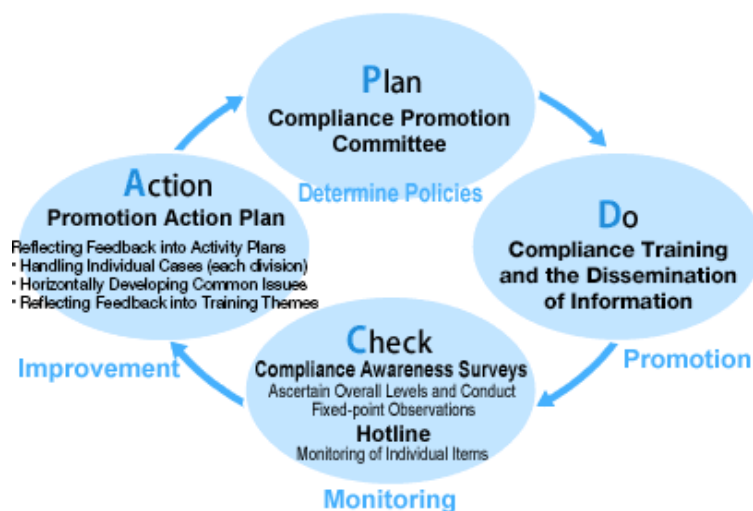 Plan
Compliance Promotion
Committee
Determine Policies
Do
Compliance Training
and the Dissemination
of Information
Promotion
Check
Compliance Awareness Surveys
Ascertain Overall Levels and Conduct
Fixed-point Observations
Hotline
Monitoring of Individual Items
Monitoring
Action
Promotion Action Plan
Reflecting Feedback into Activity Plans
・Handling Individual Cases (each division)
・Horizontally Developing Common Issues
・Reflecting Feedback into Training Themes
Improvement